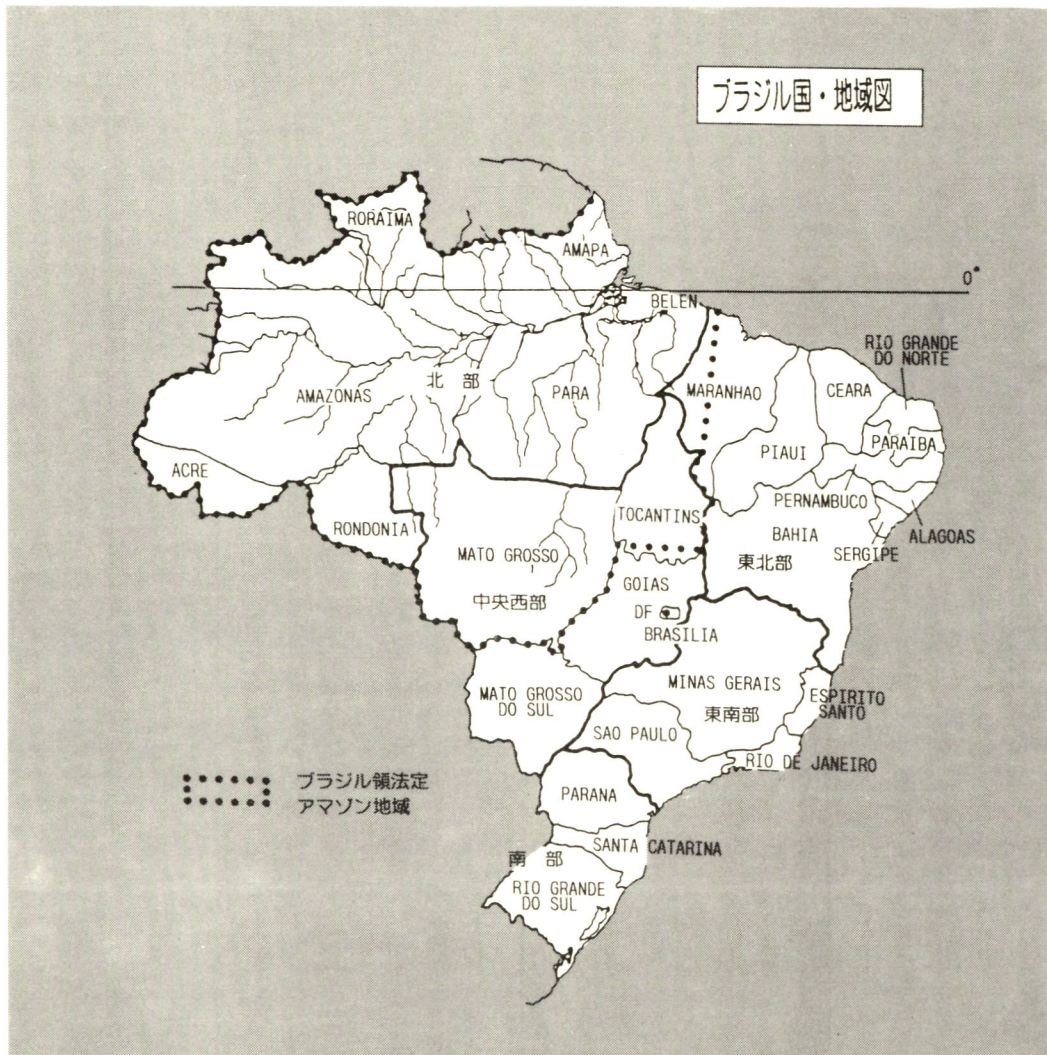 ブラジル国・地域図
RORAIMA
AMAPA
0°
BELEN
RIO GRANDE
DO NORTE
AMAZONAS
北 部
PARA
MARANHAO
CEARA
PARAIBA
ACRE
PIAUI
PERNAMBUCO
RONDONIA
TOCANTINS
BAHIA
ALAGOAS
MATO GROSSO
SERGIPE
東北部
中央西部
GOIAS
DF
BRASILIA
MINAS GERAIS
MATO GROSSO
DO SUL
ESPIRITO
SANTO
東南部
SAO PAULO
RIO DE JANEIRO
ブラジル領法定
アマゾン地域
PARANA
SANTA CATARINA
南 部
RIO GRANDE
DO SUL